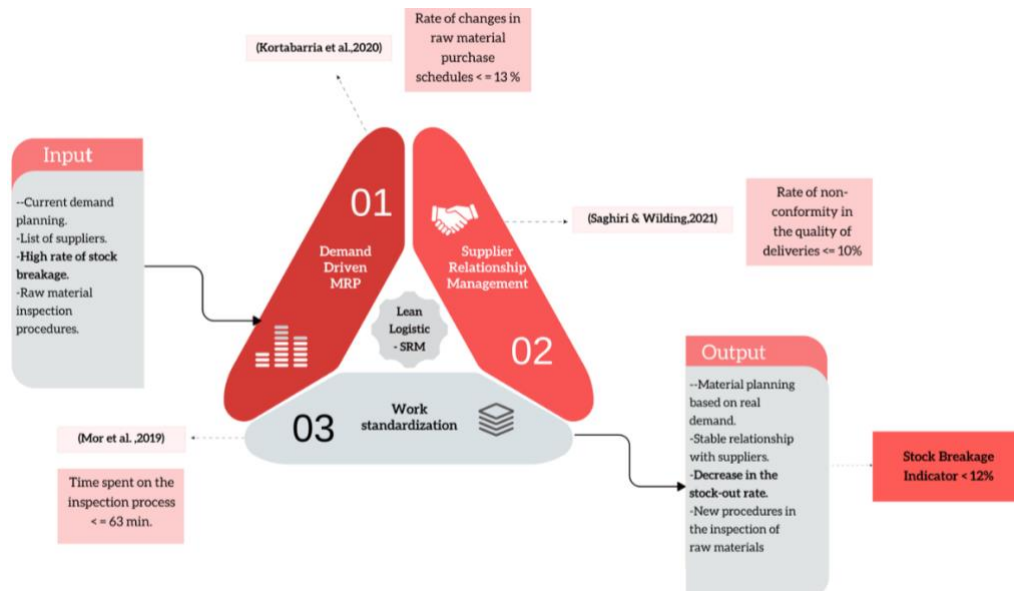 (Kortabarria et al.,2020)
Rate of changes in
raw material
purchase
schedules < = 13 %
Input
--Current demand
planning.
-List of suppliers.
-High rate of stock
breakage.
-Raw material
inspection
procedures.
01
Demand
Driven
MRP
Supplier
Relationship
Management
02
(Saghiri & Wilding,2021)
Rate of non-
conformity in
the quality of
deliveries <= 10%
Lean
Logistic
- SRM
03
Work
standardization
(Mor et al. ,2019)
Time spent on the
inspection process
< = 63 min.
Output
--Material planning
based on real
demand.
-Stable relationship
with suppliers.
-Decrease in the
stock-out rate.
-New procedures in
the inspection of
raw materials
Stock Breakage
Indicator < 12%